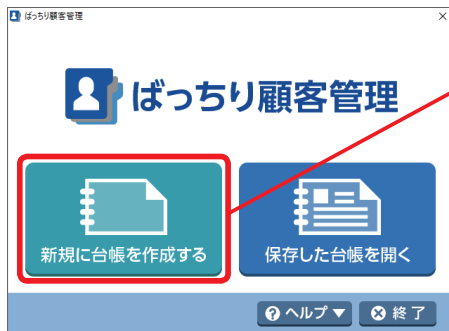 ばっちり顧客管理
ばっちり顧客管理
新規に台帳を作成する
保存した台帳を開く
ヘルプ▼
終了